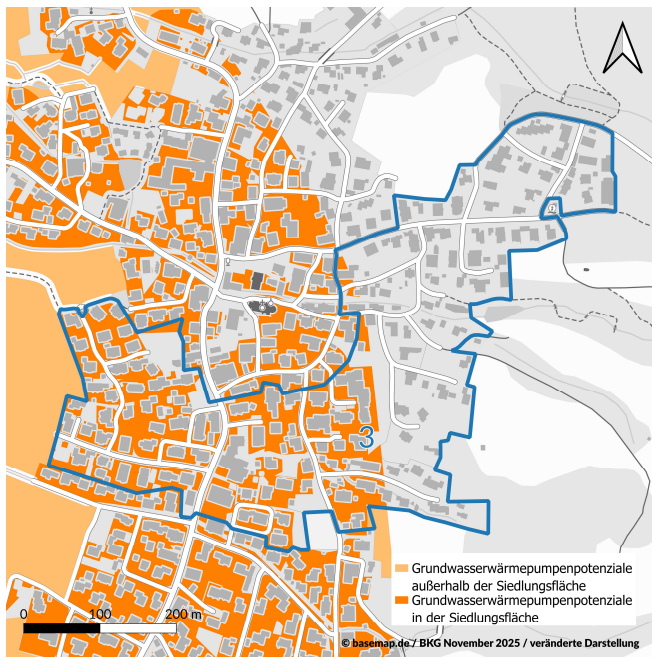 3
Grundwasserwärmepumpenpotenziale
außerhalb der Siedlungsfläche
Grundwasserwärmepumpenpotenziale
in der Siedlungsfläche
0 100 200 m
© basemap.de / BKG November 2025 / veränderte Darstellung